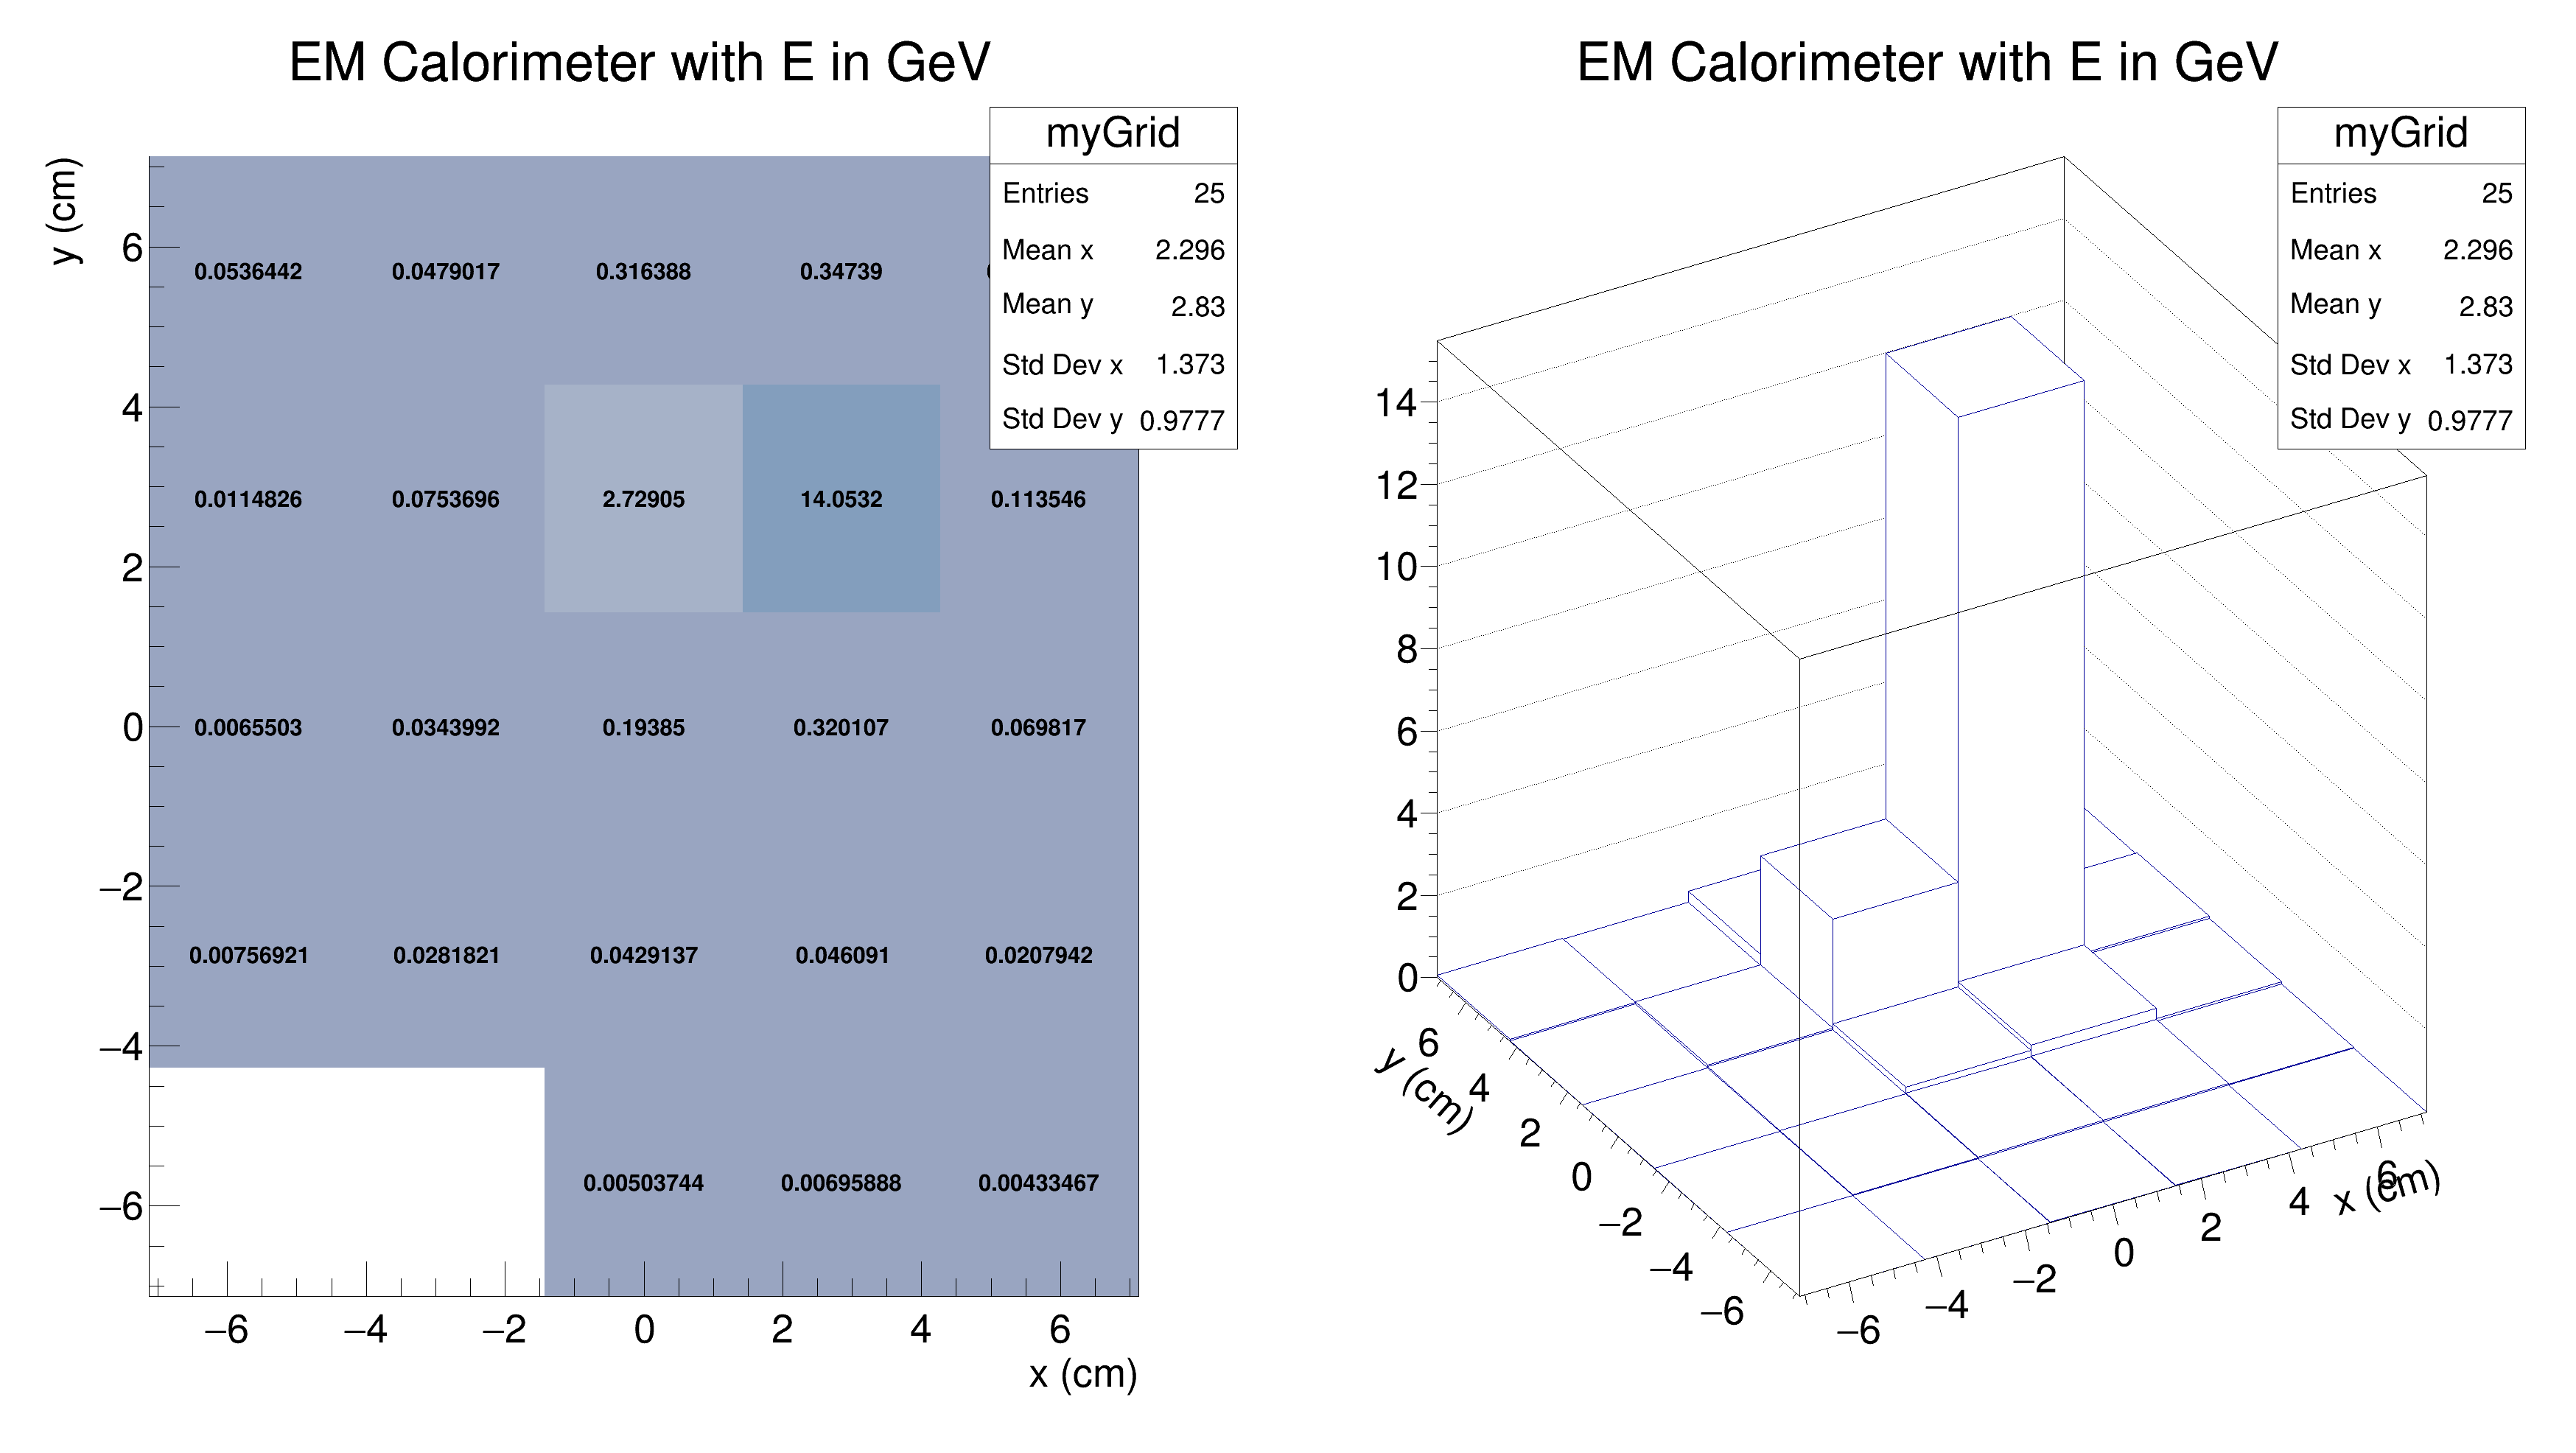 EM Calorimeter with E in GeV
myGrid
Entries 25
Mean x 2.296
Mean y 2.83
Std Dev x 1.373
Std Dev y 0.9777
y (cm)
6
4
2
0
−2
−4
−6
0.0536442 0.0479017 0.316388 0.34739
0.0114826 0.0753696 2.72905 14.0532 0.113546
0.0065503 0.0343992 0.19385 0.320107 0.069817
0.00756921 0.0281821 0.0429137 0.046091 0.0207942
0.00503744 0.00695888 0.00433467
−6 −4 −2 0 2 4 6
x (cm)
EM Calorimeter with E in GeV
myGrid
Entries 25
Mean x 2.296
Mean y 2.83
Std Dev x 1.373
Std Dev y 0.9777
14
12
10
8
6
4
2
0
6
4
2
0
−2
−4
−6
y (cm)
−6
−4
−2
0
2
4
6
x (cm)